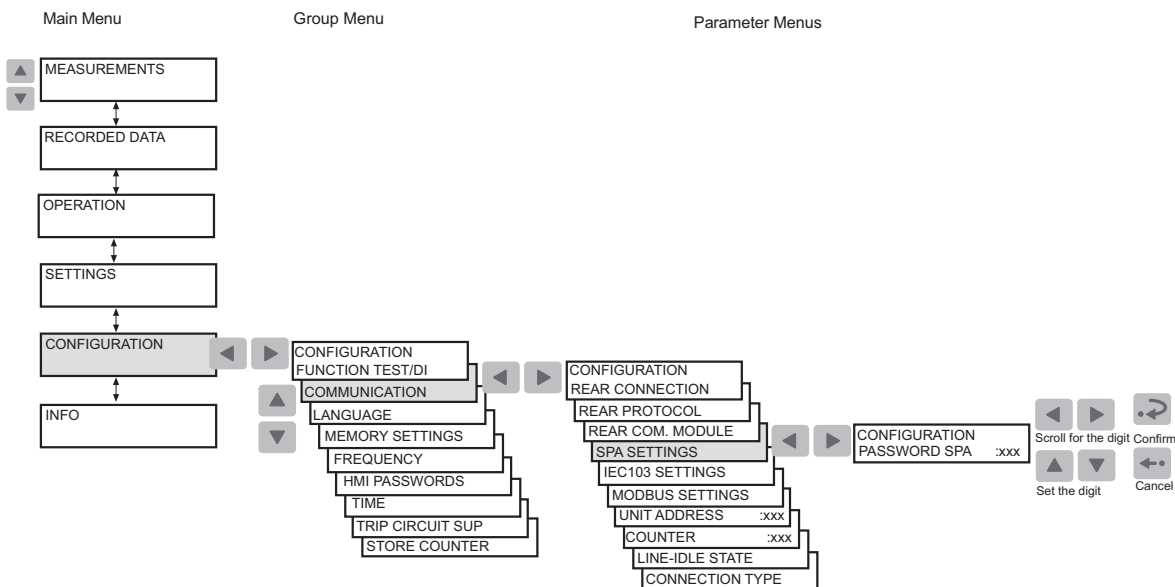 Main Menu
Group Menu
Parameter Menus
MEASUREMENTS
RECORDED DATA
OPERATION
SETTINGS
CONFIGURATION
INFO
CONFIGURATION
FUNCTION TEST/DI
COMMUNICATION
LANGUAGE
MEMORY SETTINGS
FREQUENCY
HMI PASSWORDS
TIME
TRIP CIRCUIT SUP
STORE COUNTER
CONFIGURATION
REAR CONNECTION
REAR PROTOCOL
REAR COM. MODULE
SPA SETTINGS
IEC103 SETTINGS
MODBUS SETTINGS
UNIT ADDRESS :xxx
COUNTER :xxx
LINE-IDLE STATE
CONNECTION TYPE
CONFIGURATION
PASSWORD SPA :xxx
Scroll for the digit
Confirm
Set the digit
Cancel